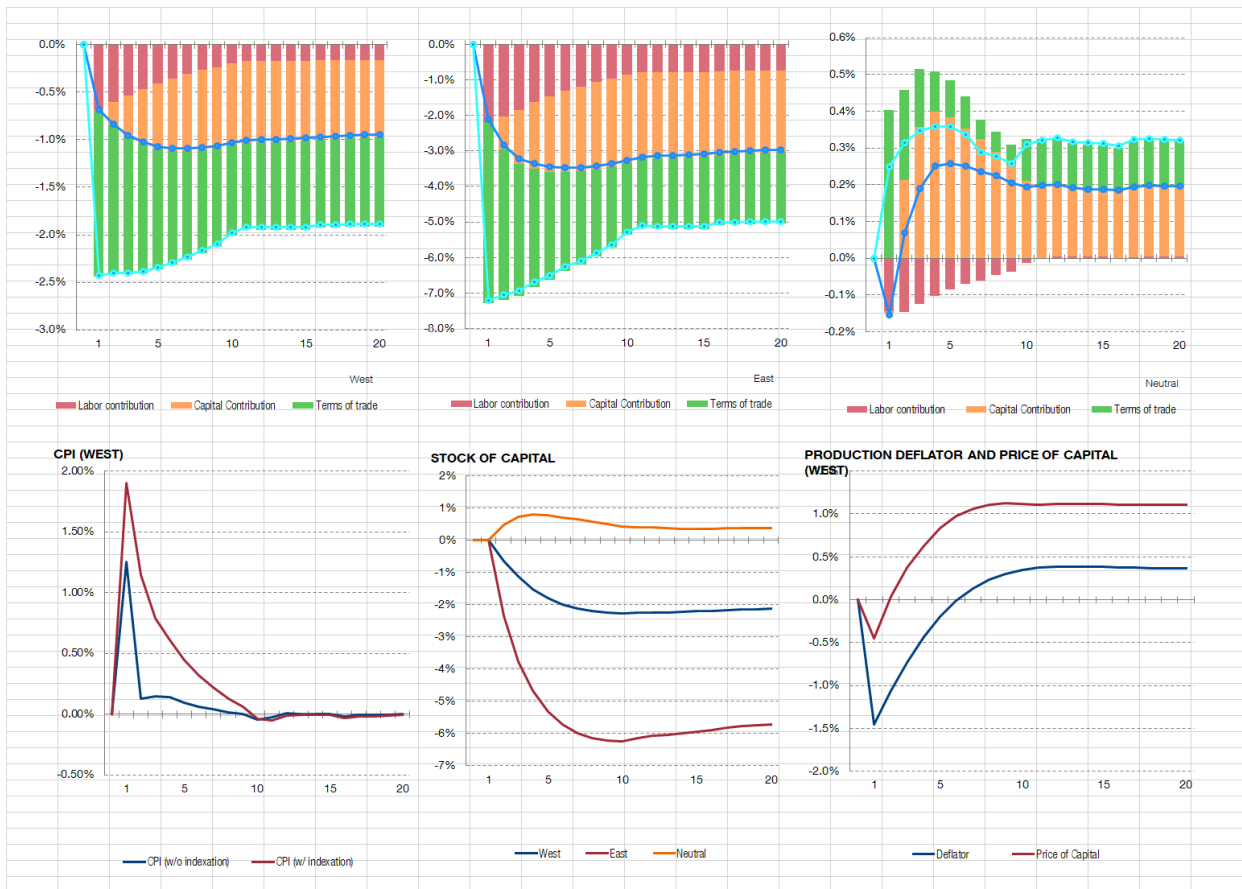 0.0%
-0.5%
-1.0%
-1.5%
-2.0%
-2.5%
-3.0%
1 5 10 15 20
West
Labor contribution Capital Contribution Terms of trade
0.0%
-1.0%
-2.0%
-3.0%
-4.0%
-5.0%
-6.0%
-7.0%
-8.0%
1 5 10 15 20
East
Labor contribution Capital Contribution Terms of trade
0.6%
0.5%
0.4%
0.3%
0.2%
0.1%
0.0%
-0.1%
-0.2%
1 5 10 15 20
Neutral
Labor contribution Capital Contribution Terms of trade
CPI (WEST)
2.00%
1.50%
1.00%
0.50%
0.00%
-0.50%
1 5 10 15 20
CPI (w/o indexation) CPI (w/ indexation)
STOCK OF CAPITAL
2%
1%
0%
-1%
-2%
-3%
-4%
-5%
-6%
-7%
1 5 10 15 20
West East Neutral
PRODUCTION DEFLATOR AND PRICE OF CAPITAL
(WEST)
1.0%
0.5%
0.0%
-0.5%
-1.0%
-1.5%
-2.0%
1 5 10 15 20
Deflator Price of Capital